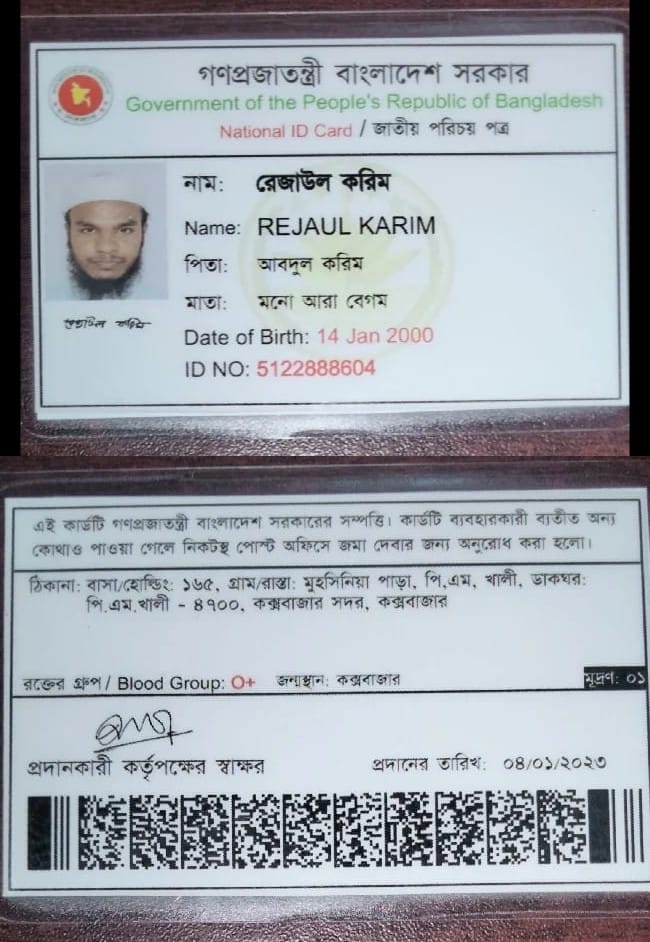 গণপ্রজাতন্ত্রী বাংলাদেশ সরকার
Government of the People's Republic of Bangladesh
National ID Card / জাতীয় পরিচয় পত্র
নাম: রেজাউল করিম
Name: REJAUL KARIM
পিতা: আবদুল করিম
মাতা: মনো আরা বেগম
রেজাউল করিম
Date of Birth: 14 Jan 2000
ID NO: 5122888604
এই কার্ডটি গণপ্রজাতন্ত্রী বাংলাদেশ সরকারের সম্পত্তি। কার্ডটি ব্যবহারকারী ব্যতীত অন্য
কোথাও পাওয়া গেলে নিকটস্থ পোস্ট অফিসে জমা দেবার জন্য অনুরোধ করা হলো।
ঠিকানা: বাসা/হোল্ডিং: ১৬৫, গ্রাম/রাস্তা: মুহসিনিয়া পাড়া, পি,এম, খালী, ডাকঘর:
পি.এম.খালী - ৪৭০০, কক্সবাজার সদর, কক্সবাজার
রক্তের গ্রুপ / Blood Group: O+ জন্মস্থান: কক্সবাজার মুদ্রণ: ০১
প্রদানকারী কর্তৃপক্ষের স্বাক্ষর প্রদানের তারিখ: ০৪/০১/২০২৩